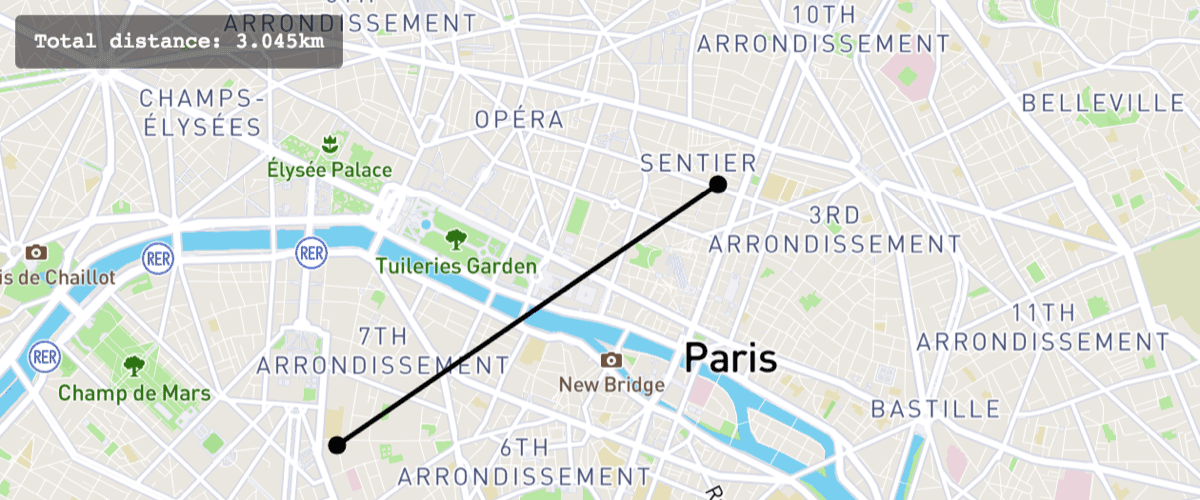 ARRONDISSEMENT
Total distance: 3.045km
10TH
ARRONDISSEMENT
CHAMPS-
ÉLYSÉES
BELLEVILLE
OPÉRA
SENTIER
Élysée Palace
3RD
ARRONDISSEMENT
RER
RER
Tuileries Garden
is de Chaillot
11TH
ARRONDISSEMENT
7TH
ARRONDISSEMENT
RER
Paris
New Bridge
Champ de Mars
BASTILLE
6TH
ARRONDISSEMENT